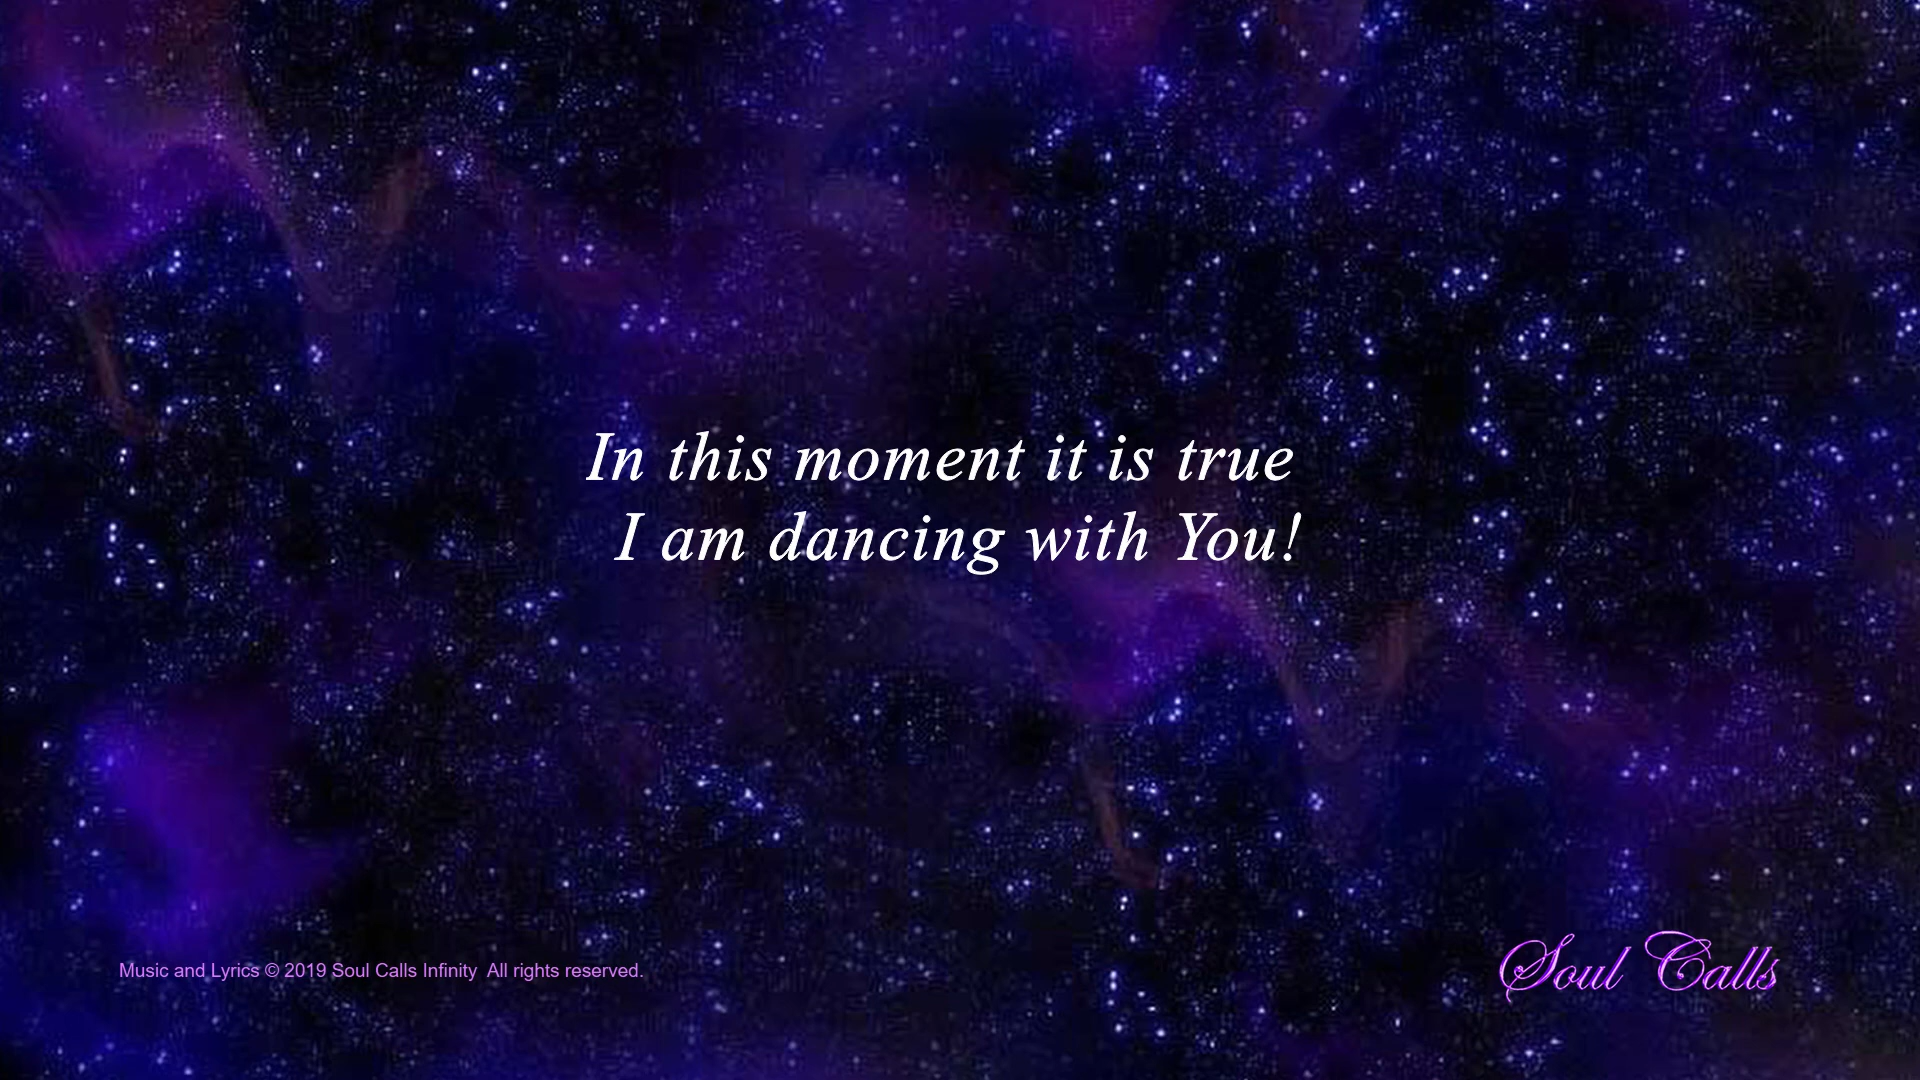 In this moment it is true
I am dancing with You!
Music and Lyrics © 2019 Soul Calls Infinity  All rights reserved.
Soul Calls